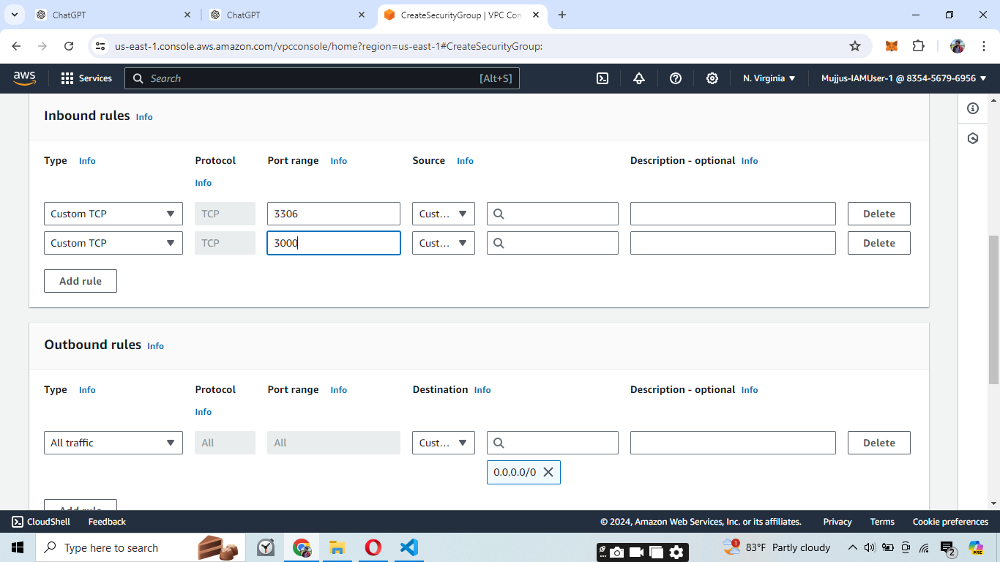 ChatGPT
ChatGPT
CreateSecurityGroup | VPC Con
us-east-1.console.aws.amazon.com/vpcconsole/home?region=us-east-1#CreateSecurityGroup:
aws
Services
Search
[Alt+S]
N. Virginia
Mujjus-IAMUser-1 @ 8354-5679-6956
Inbound rules Info
Type Info
Protocol
Info
Port range Info
Source Info
Description - optional Info
Custom TCP
TCP
3306
Cust...
Delete
Custom TCP
TCP
3000
Cust...
Delete
Add rule
Outbound rules Info
Type Info
Protocol
Info
Port range Info
Destination Info
Description - optional Info
All traffic
All
All
Cust...
Delete
0.0.0.0/0
Add rule
CloudShell
Feedback
© 2024, Amazon Web Services, Inc. or its affiliates.
Privacy
Terms
Cookie preferences
Type here to search
1
83°F Partly cloudy
2
PRE